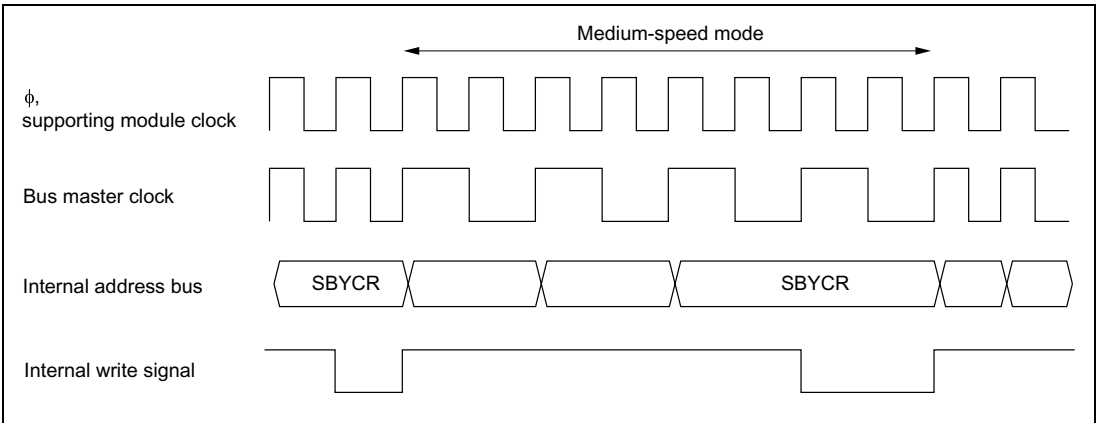 Medium-speed mode
ϕ,
supporting module clock
Bus master clock
Internal address bus
SBYCR
SBYCR
Internal write signal